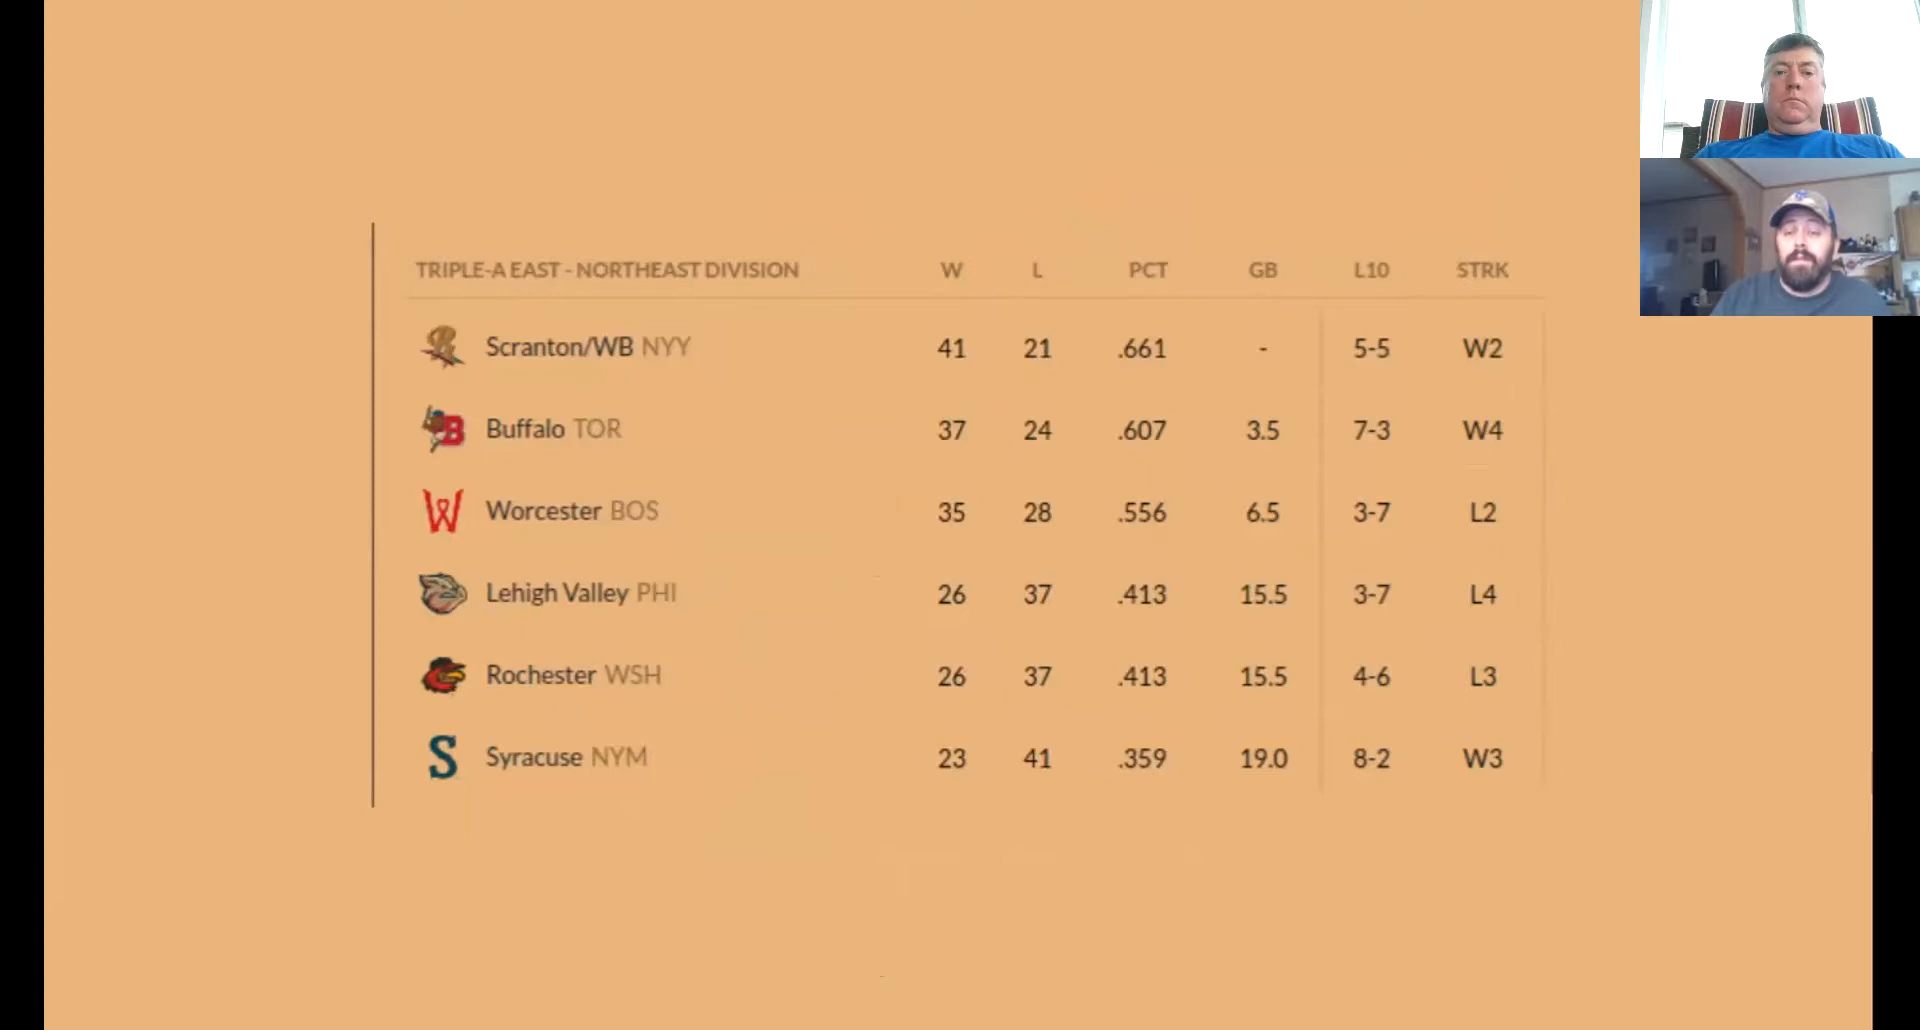 TRIPLE-A EAST - NORTHEAST DIVISION W L PCT GB L10 STRK
Scranton/WB NYY 41 21 .661 - 5-5 W2
B Buffalo TOR 37 24 .607 3.5 7-3 W4
W Worcester BOS 35 28 .556 6.5 3-7 L2
Lehigh Valley PHI 26 37 .413 15.5 3-7 L4
Rochester WSH 26 37 .413 15.5 4-6 L3
S Syracuse NYM 23 41 .359 19.0 8-2 W3